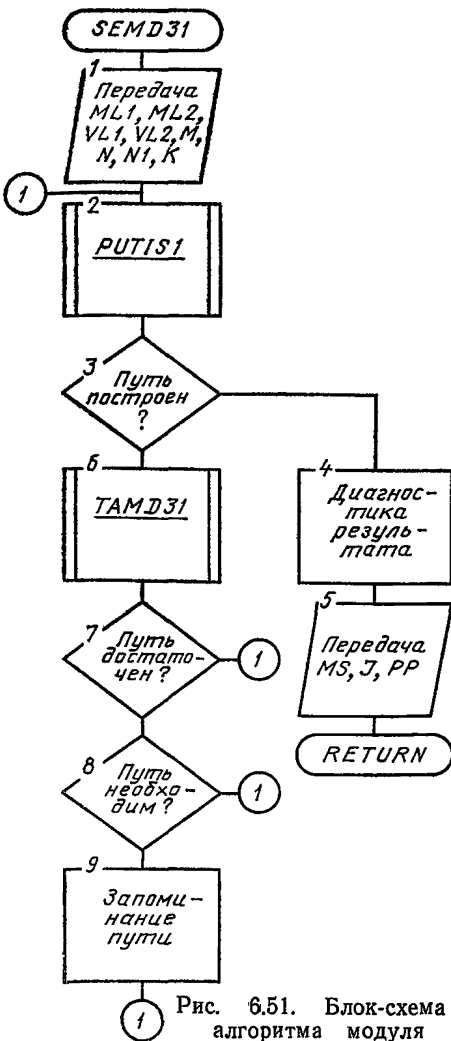 SEMD31
1
Передача
ML1, ML2,
VL1, VL2, M,
N, N1, K
1
2
PUTIS1
3
Путь
построен
?
6
TAMD31
4
Диагнос-
тика
резуль-
тата
5
Передача
MS, J, PP
RETURN
7
Путь
достато-
чен ?
1
8
Путь
необхо-
дим ?
1
9
Запоми-
нание
пути
1
Рис. 6.51. Блок-схема
алгоритма модуля